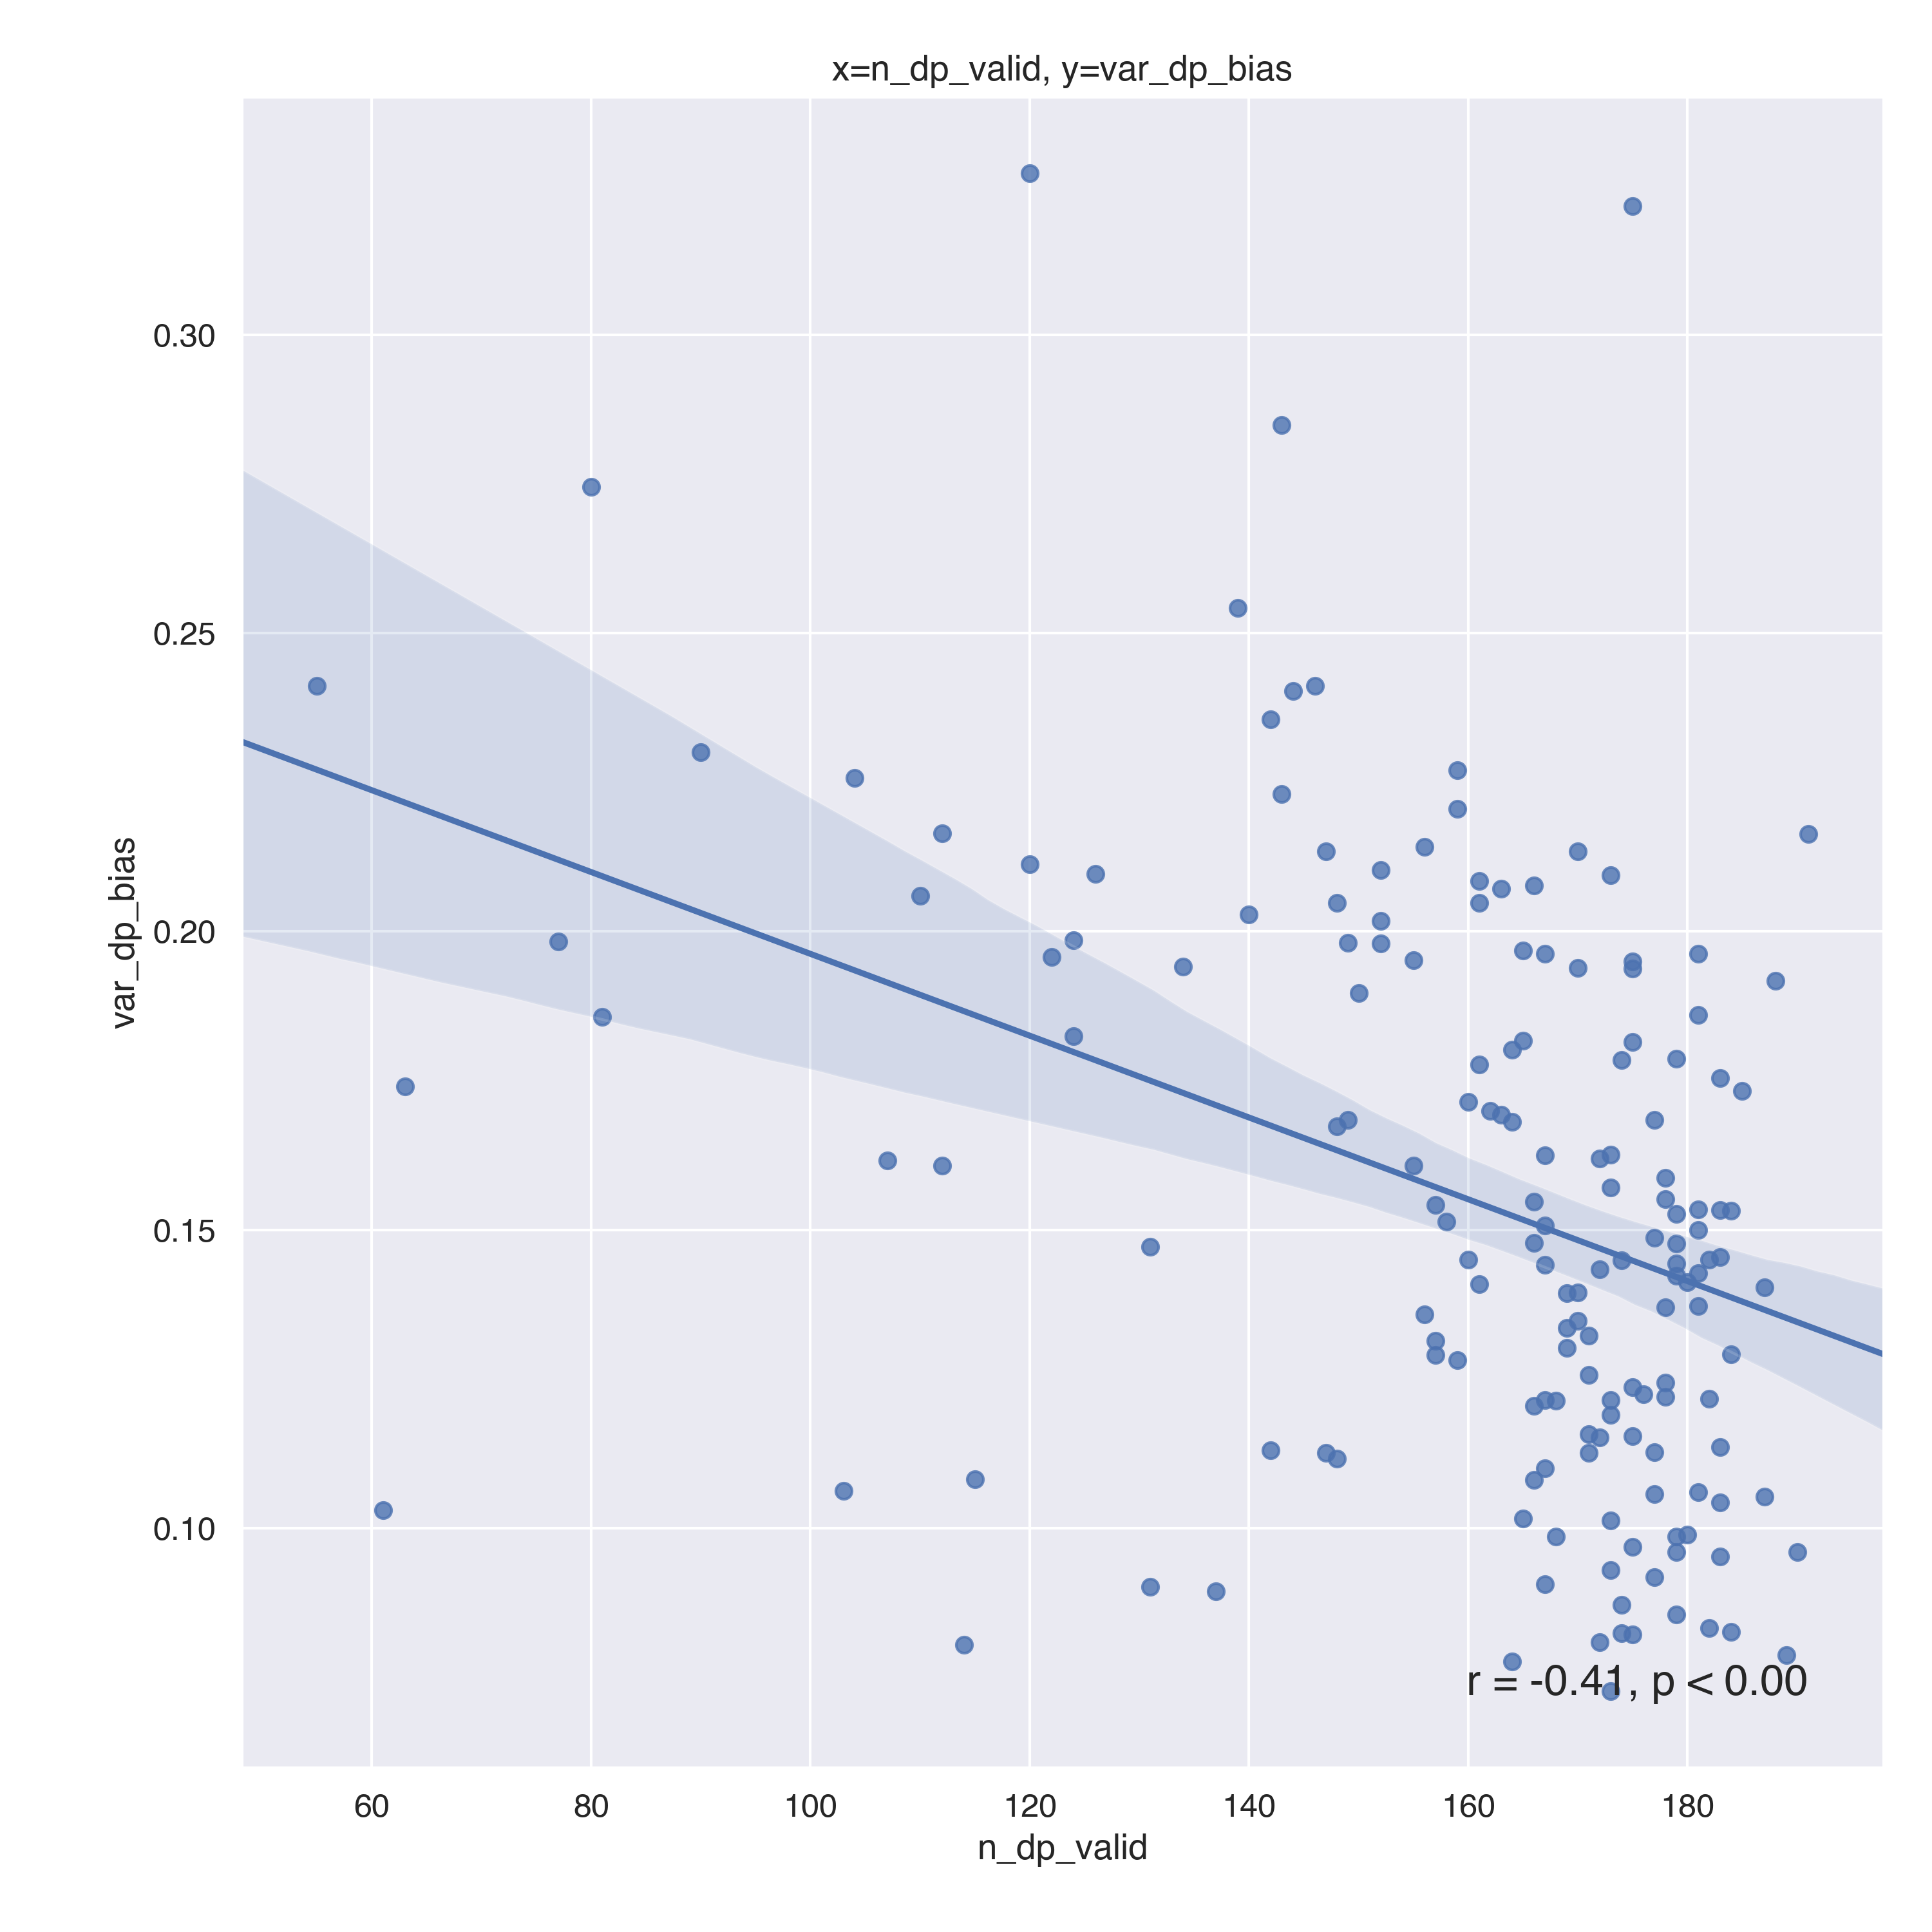 x=n_dp_valid, y=var_dp_bias
0.30
0.25
0.20
0.15
0.10
var_dp_bias
r = -0.41, p < 0.00
60 80 100 120 140 160 180
n_dp_valid